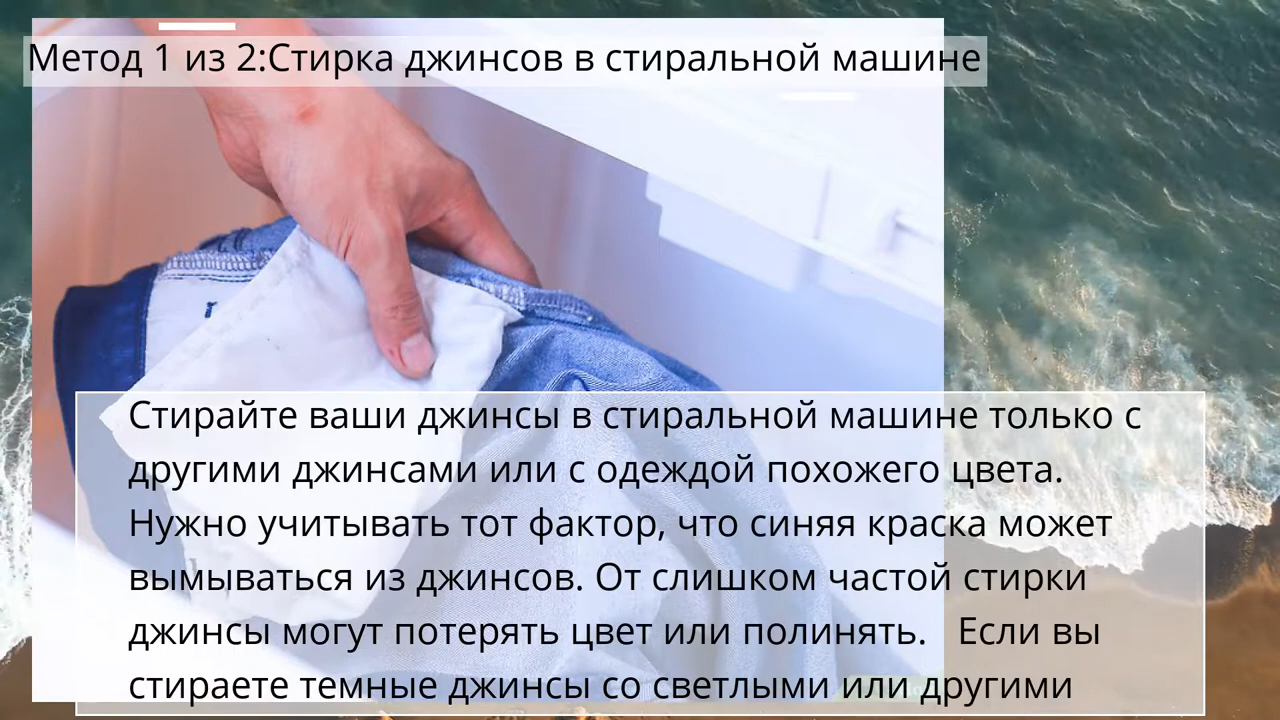 Метод 1 из 2:Стирка джинсов в стиральной машине
Стирайте ваши джинсы в стиральной машине только с
другими джинсами или с одеждой похожего цвета.
Нужно учитывать тот фактор, что синяя краска может
вымываться из джинсов. От слишком частой стирки
джинсы могут потерять цвет или полинять.   Если вы
стираете темные джинсы со светлыми или другими